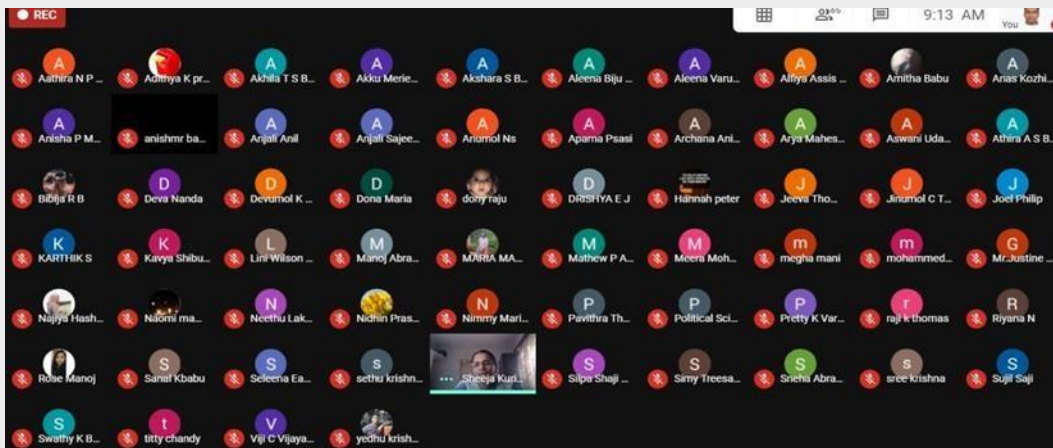 REC 65 9:13 AM You
A A A A A A A A A
Aathira N P ... Adithya K pr... Akhila T S B... Akku Merie... Akshara S B... Aleena Biju ... Aleena Varu... Alfiya Assis ... Amitha Babu Anas Kozhi...
A A A A A A A A A
Anisha P M... anishmr ba... Anjali Anil Anjali Sajee... Anumol Ns Aparna Psasi Archana Ani... Arya Mahes... Aswani Uda... Athira A S B...
D D D D J J J
Bibija R B Deva Nanda Devumol K ... Dona Maria dony raju DRISHYA E J Hannah peter Jeeva Tho... Jinumol C T... Joel Philip
K K L M M M m m G
KARTHIK S Kavya Shibu... Lini Wilson ... Manoj Abra... MARIA MA... Mathew P A... Meera Moh... megha mani mohammed... Mr.Justine ...
N N P P P r R
Najiya Hash... Naomi ma... Neethu Lak... Nidhin Pras... Nimmy Mari... Pavithra Th... Political Sci... Pretty K Var... raji k thomas Riyana N
S S s S S S s S
Rose Manoj Sanal Kbabu Seleena Ea... sethu krishn... Sheeja Kuri... Silpa Shaji ... Simy Treesa... Sneha Abra... sree krishna Sujil Saji
S t V
Swathy K B... titty chandy Viji C Vijaya... yedhu krish...